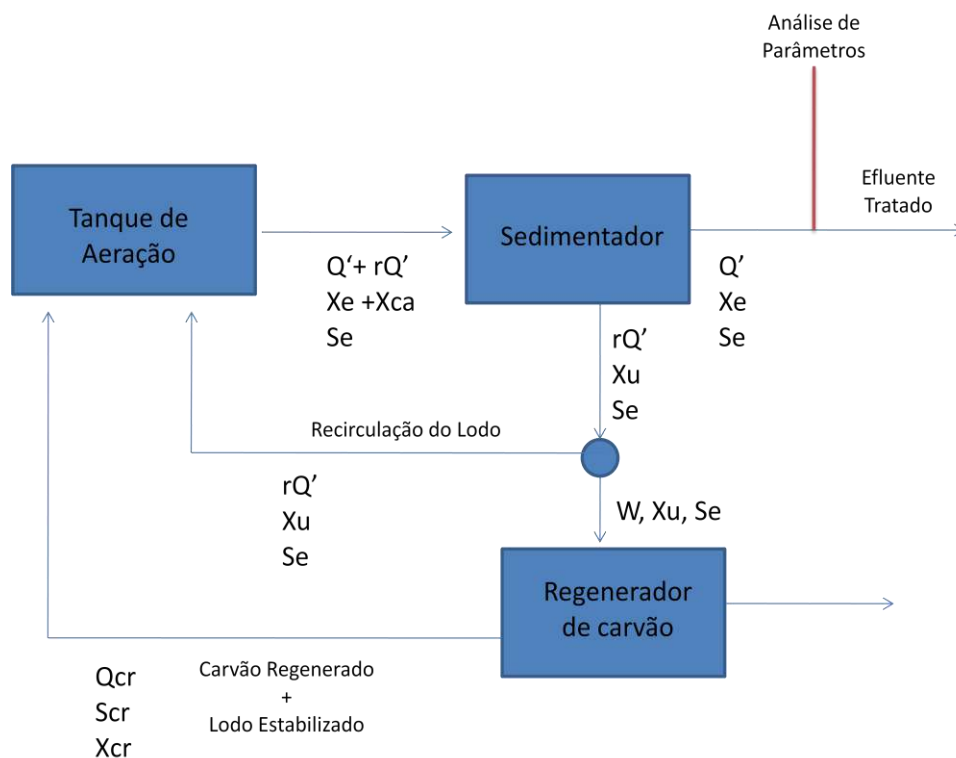 Análise de
Parâmetros
Efluente
Tratado
Tanque de
Aeração
Sedimentador
Q‘+ rQ’
Xe +Xca
Se
Q’
Xe
Se
rQ’
Xu
Se
Recirculação do Lodo
rQ’
Xu
Se
W, Xu, Se
Regenerador
de carvão
Qcr
Scr
Xcr
Carvão Regenerado
+
Lodo Estabilizado